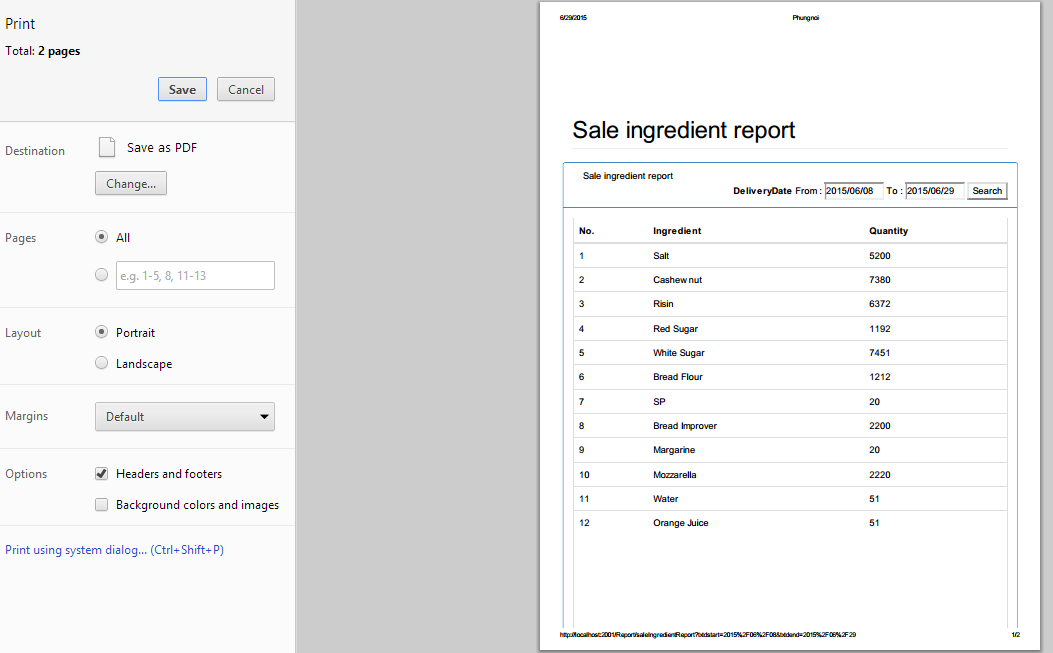 Print
Total: 2 pages
Save Cancel
Destination Save as PDF
Change...
Pages All
e.g. 1-5, 8, 11-13
Layout Portrait
Landscape
Margins Default
Options Headers and footers
Background colors and images
Print using system dialog... (Ctrl+Shift+P)
6/29/2015 Phungnoi
Sale ingredient report
Sale ingredient report
DeliveryDate From : 2015/06/08 To : 2015/06/29 Search
No. Ingredient Quantity
1 Salt 5200
2 Cashew nut 7380
3 Risin 6372
4 Red Sugar 1192
5 White Sugar 7451
6 Bread Flour 1212
7 SP 20
8 Bread Improver 2200
9 Margarine 20
10 Mozzarella 2220
11 Water 51
12 Orange Juice 51
http://localhost:2001/Report/saleIngredientReport?btdstart=2015%2F06%2F08&btdend=2015%2F06%2F29 1/2